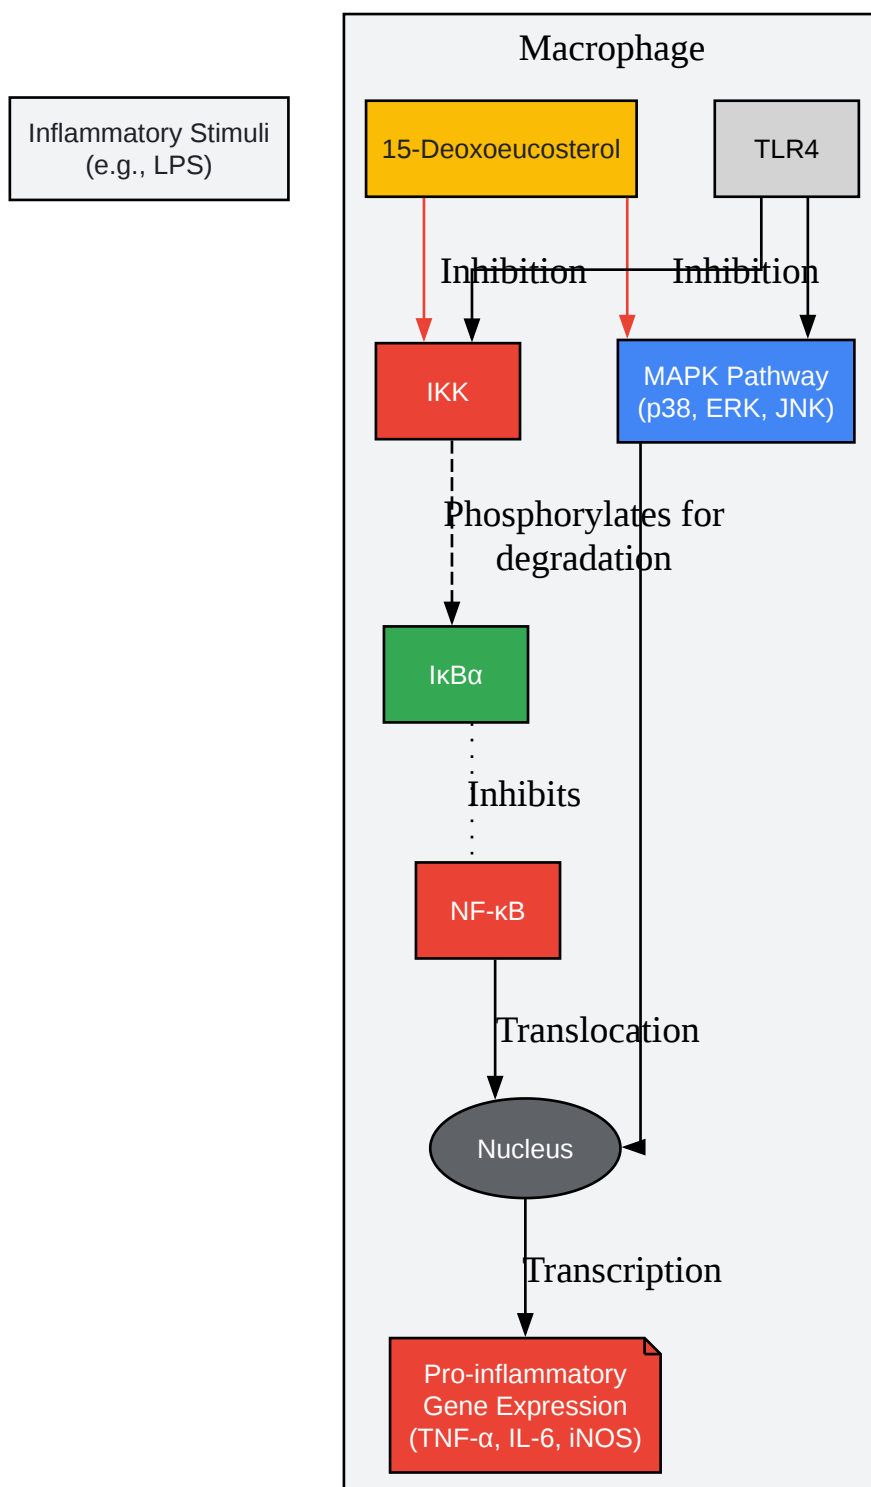 Macrophage
Inflammatory Stimuli
(e.g., LPS)
15-Deoxoeucosterol
TLR4
Inhibition
Inhibition
IKK
MAPK Pathway
(p38, ERK, JNK)
Phosphorylates for
degradation
IκBα
Inhibits
NF-κB
Translocation
Nucleus
Transcription
Pro-inflammatory
Gene Expression
(TNF-α, IL-6, iNOS)